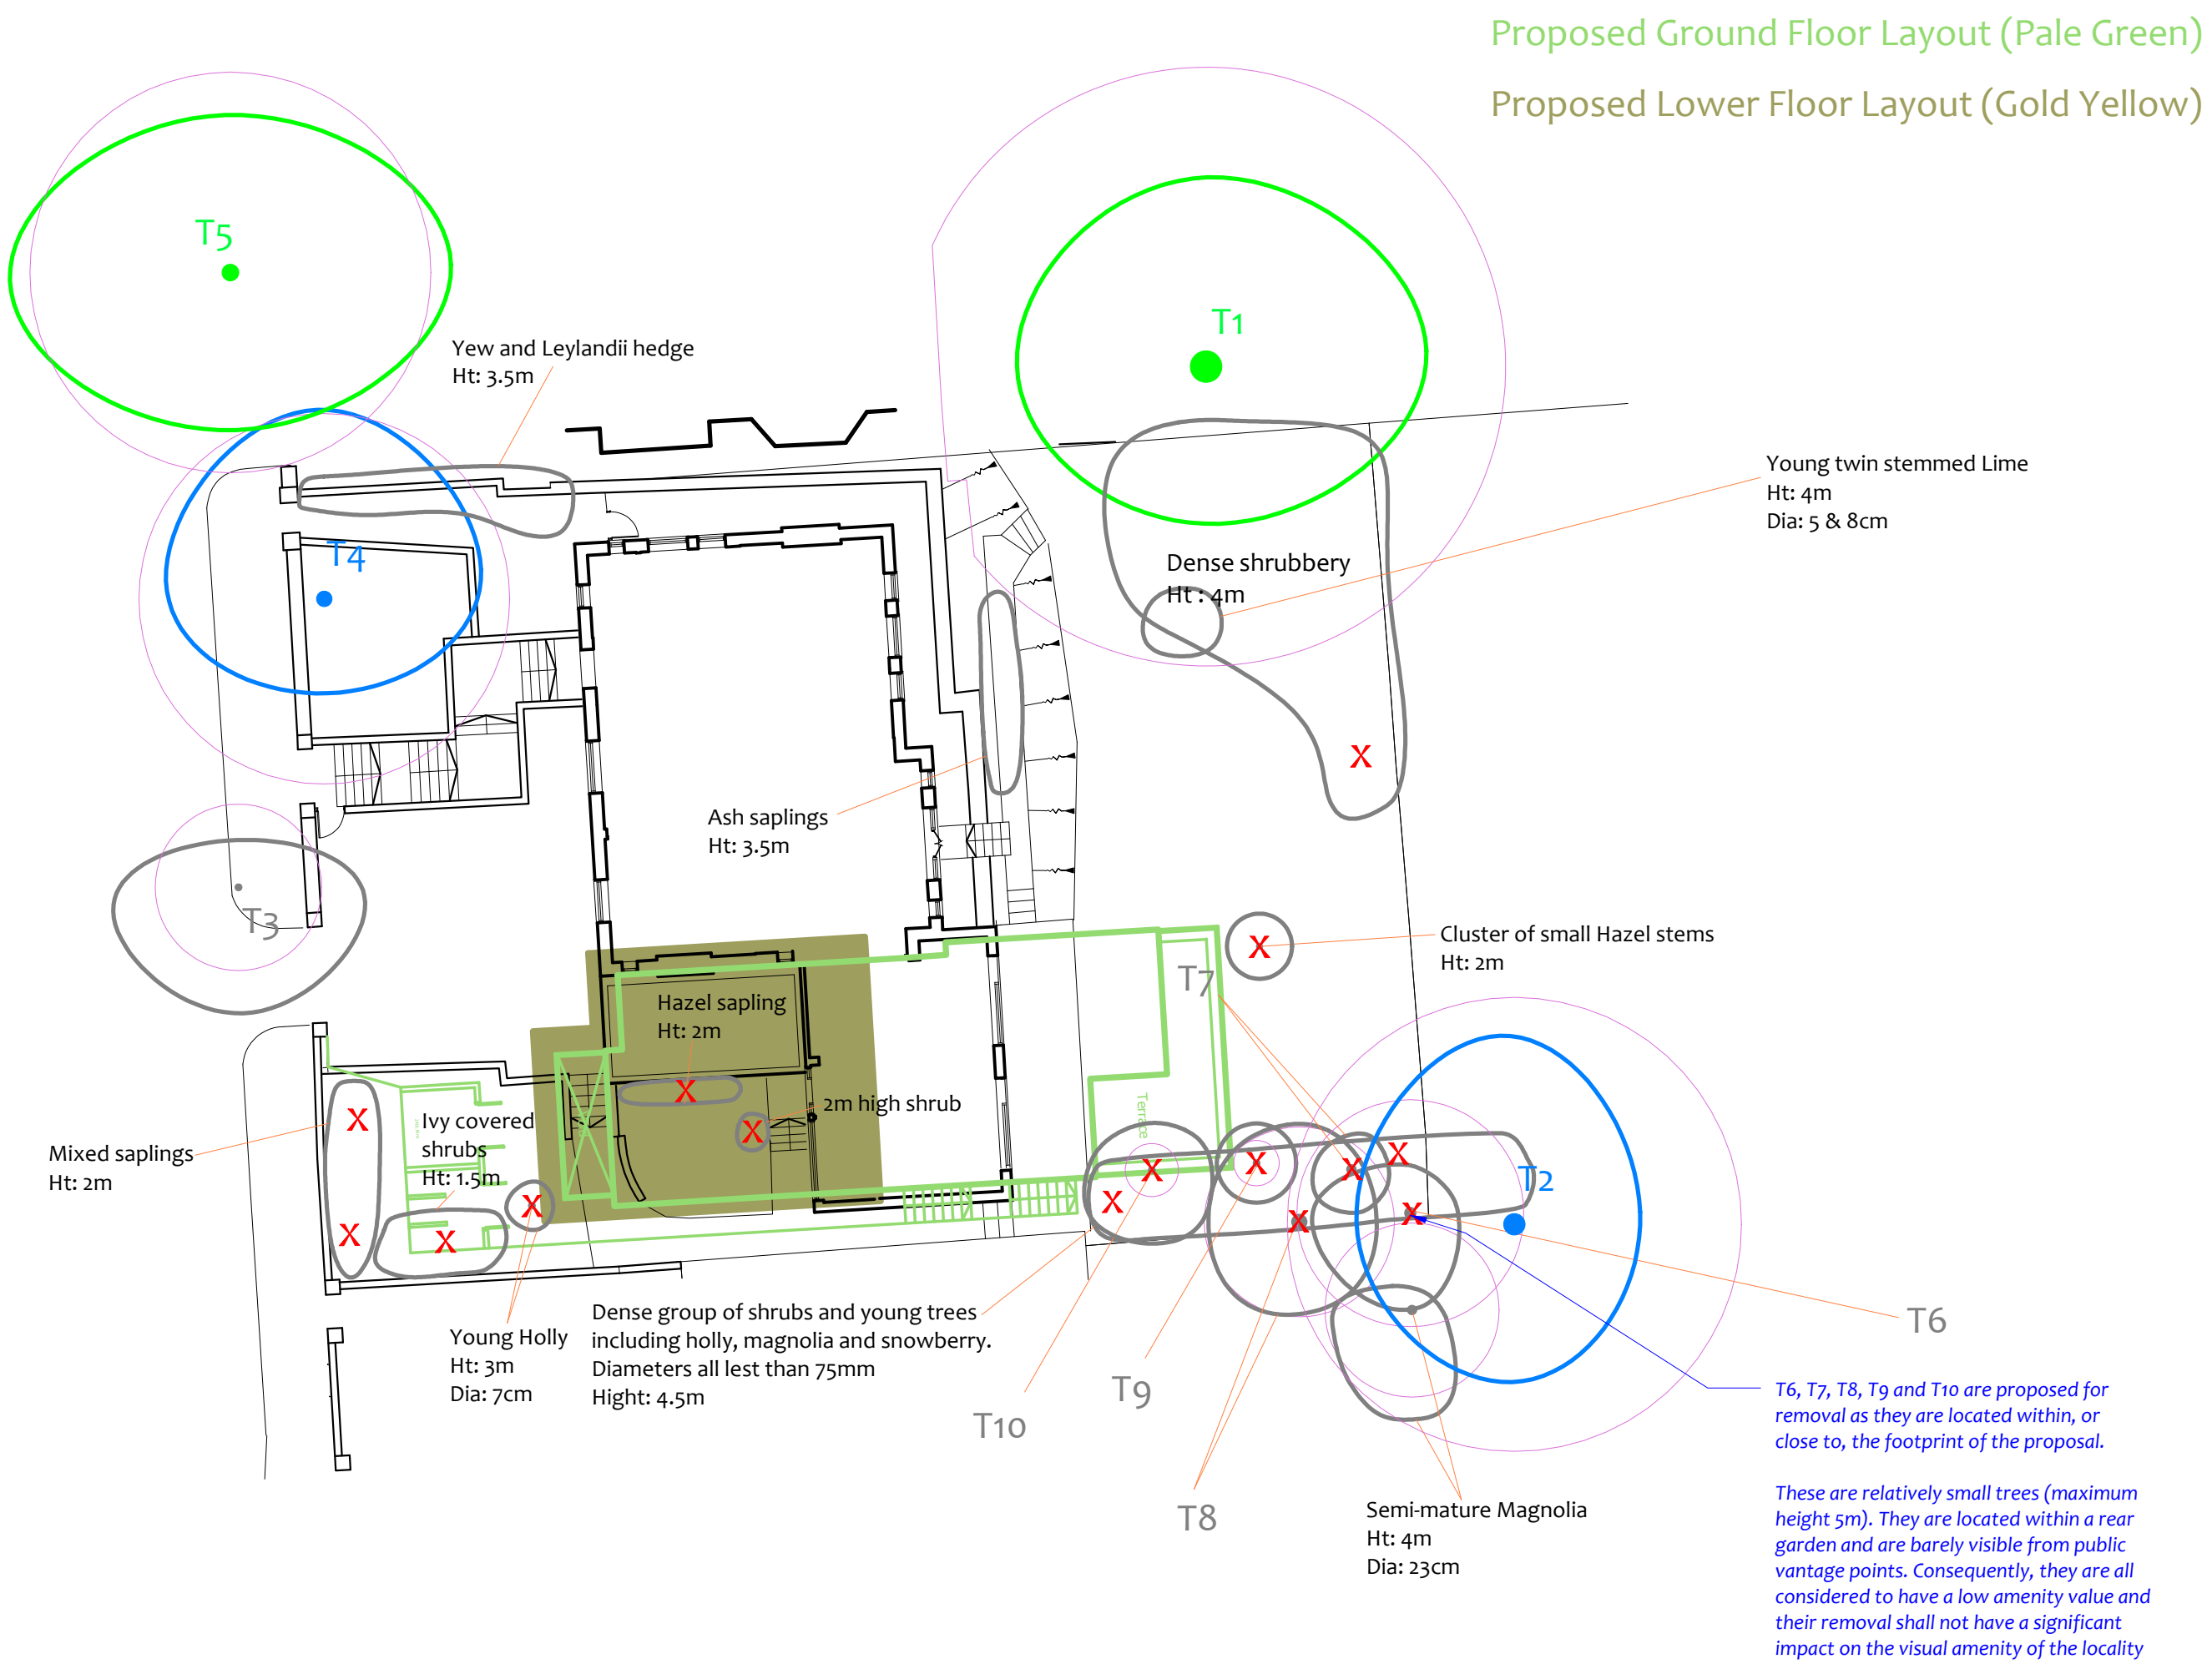 Proposed Ground Floor Layout (Pale Green)
Proposed Lower Floor Layout (Gold Yellow)
T5
T1
Yew and Leylandii hedge
Ht: 3.5m
Young twin stemmed Lime
Ht: 4m
Dia: 5 & 8cm
T4
Dense shrubbery
Ht : 4m
X
Ash saplings
Ht: 3.5m
T3
Cluster of small Hazel stems
Ht: 2m
X
T7
Hazel sapling
Ht: 2m
X
2m high shrub
X
Terrace
Ivy covered
shrubs
Ht: 1.5m
X
Mixed saplings
Ht: 2m
X
X
X
X
X
X
X
X
X
X
T2
Young Holly
Ht: 3m
Dia: 7cm
Dense group of shrubs and young trees
including holly, magnolia and snowberry.
Diameters all lest than 75mm
Hight: 4.5m
T6
T9
T10
T8
Semi-mature Magnolia
Ht: 4m
Dia: 23cm
T6, T7, T8, T9 and T10 are proposed for
removal as they are located within, or
close to, the footprint of the proposal.
These are relatively small trees (maximum
height 5m). They are located within a rear
garden and are barely visible from public
vantage points. Consequently, they are all
considered to have a low amenity value and
their removal shall not have a significant
impact on the visual amenity of the locality